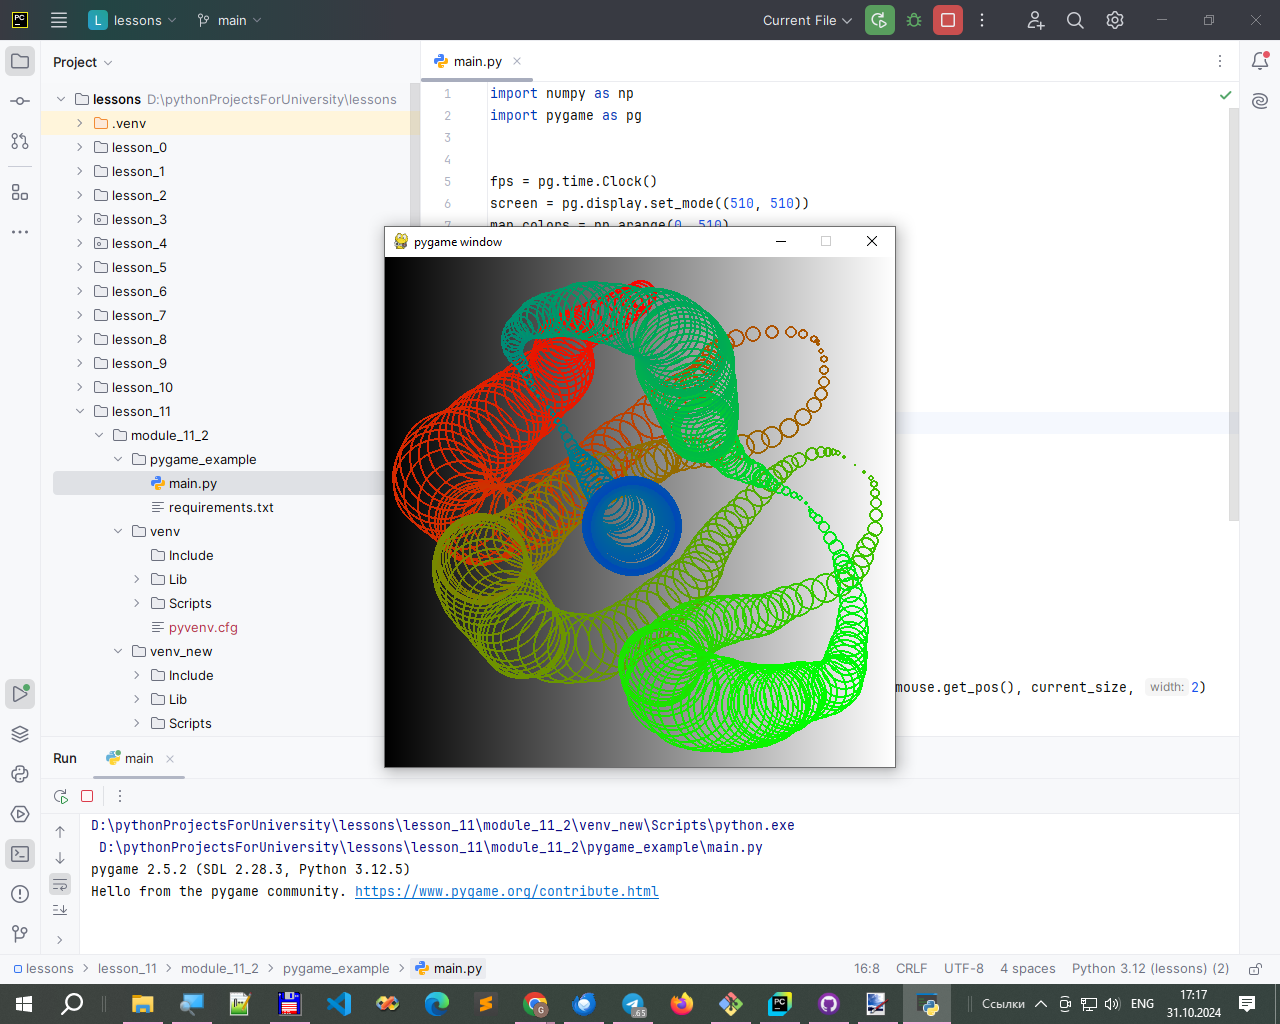 PC
L
lessons
main
Current File
Project
main.py
lessons D:\pythonProjectsForUniversity\lessons
.venv
lesson_0
lesson_1
lesson_2
lesson_3
lesson_4
lesson_5
lesson_6
lesson_7
lesson_8
lesson_9
lesson_10
lesson_11
module_11_2
pygame_example
main.py
requirements.txt
venv
Include
Lib
Scripts
pyvenv.cfg
venv_new
Include
Lib
Scripts
1 import numpy as np
2 import pygame as pg
3
4
5 fps = pg.time.Clock()
6 screen = pg.display.set_mode((510, 510))
pygame window
mouse.get_pos(), current_size, width: 2)
Run
main
D:\pythonProjectsForUniversity\lessons\lesson_11\module_11_2\venv_new\Scripts\python.exe
D:\pythonProjectsForUniversity\lessons\lesson_11\module_11_2\pygame_example\main.py
pygame 2.5.2 (SDL 2.28.3, Python 3.12.5)
Hello from the pygame community. https://www.pygame.org/contribute.html
lessons
lesson_11
module_11_2
pygame_example
main.py
16:8
CRLF
UTF-8
4 spaces
Python 3.12 (lessons) (2)
Ссылки
ENG
17:17
31.10.2024